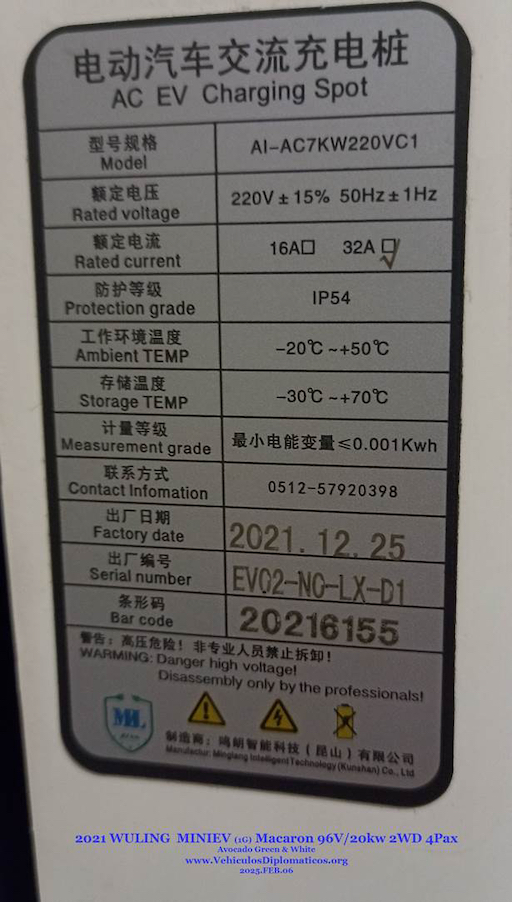 电动汽车交流充电桩
AC EV Charging Spot
型号规格
Model
AI-AC7KW220VC1
额定电压
Rated voltage
220V±15% 50Hz±1Hz
额定电流
Rated current
16A□ 32A□✓
防护等级
Protection grade
IP54
工作环境温度
Ambient TEMP
-20℃~+50℃
存储温度
Storage TEMP
-30℃~+70℃
计量等级
Measurement grade
最小电能变量≤0.001Kwh
联系方式
Contact Infomation
0512-57920398
出厂日期
Factory date
2021.12.25
出厂编号
Serial number
EV02-NO-LX-D1
条形码
Bar code
20216155
警告：高压危险！非专业人员禁止拆卸！
WARNING: Danger high voltage!
Disassembly only by the professionals!
制造商：鸣朗智能科技（昆山）有限公司
Manufactor: Minglang Intelligent Technology (Kunshan) Co., Ltd
2021 WULING MINIEV (1G) Macaron 96V/20kw 2WD 4Pax
Avocado Green & White
www.VehiculosDiplomaticos.org
2025.FEB.06